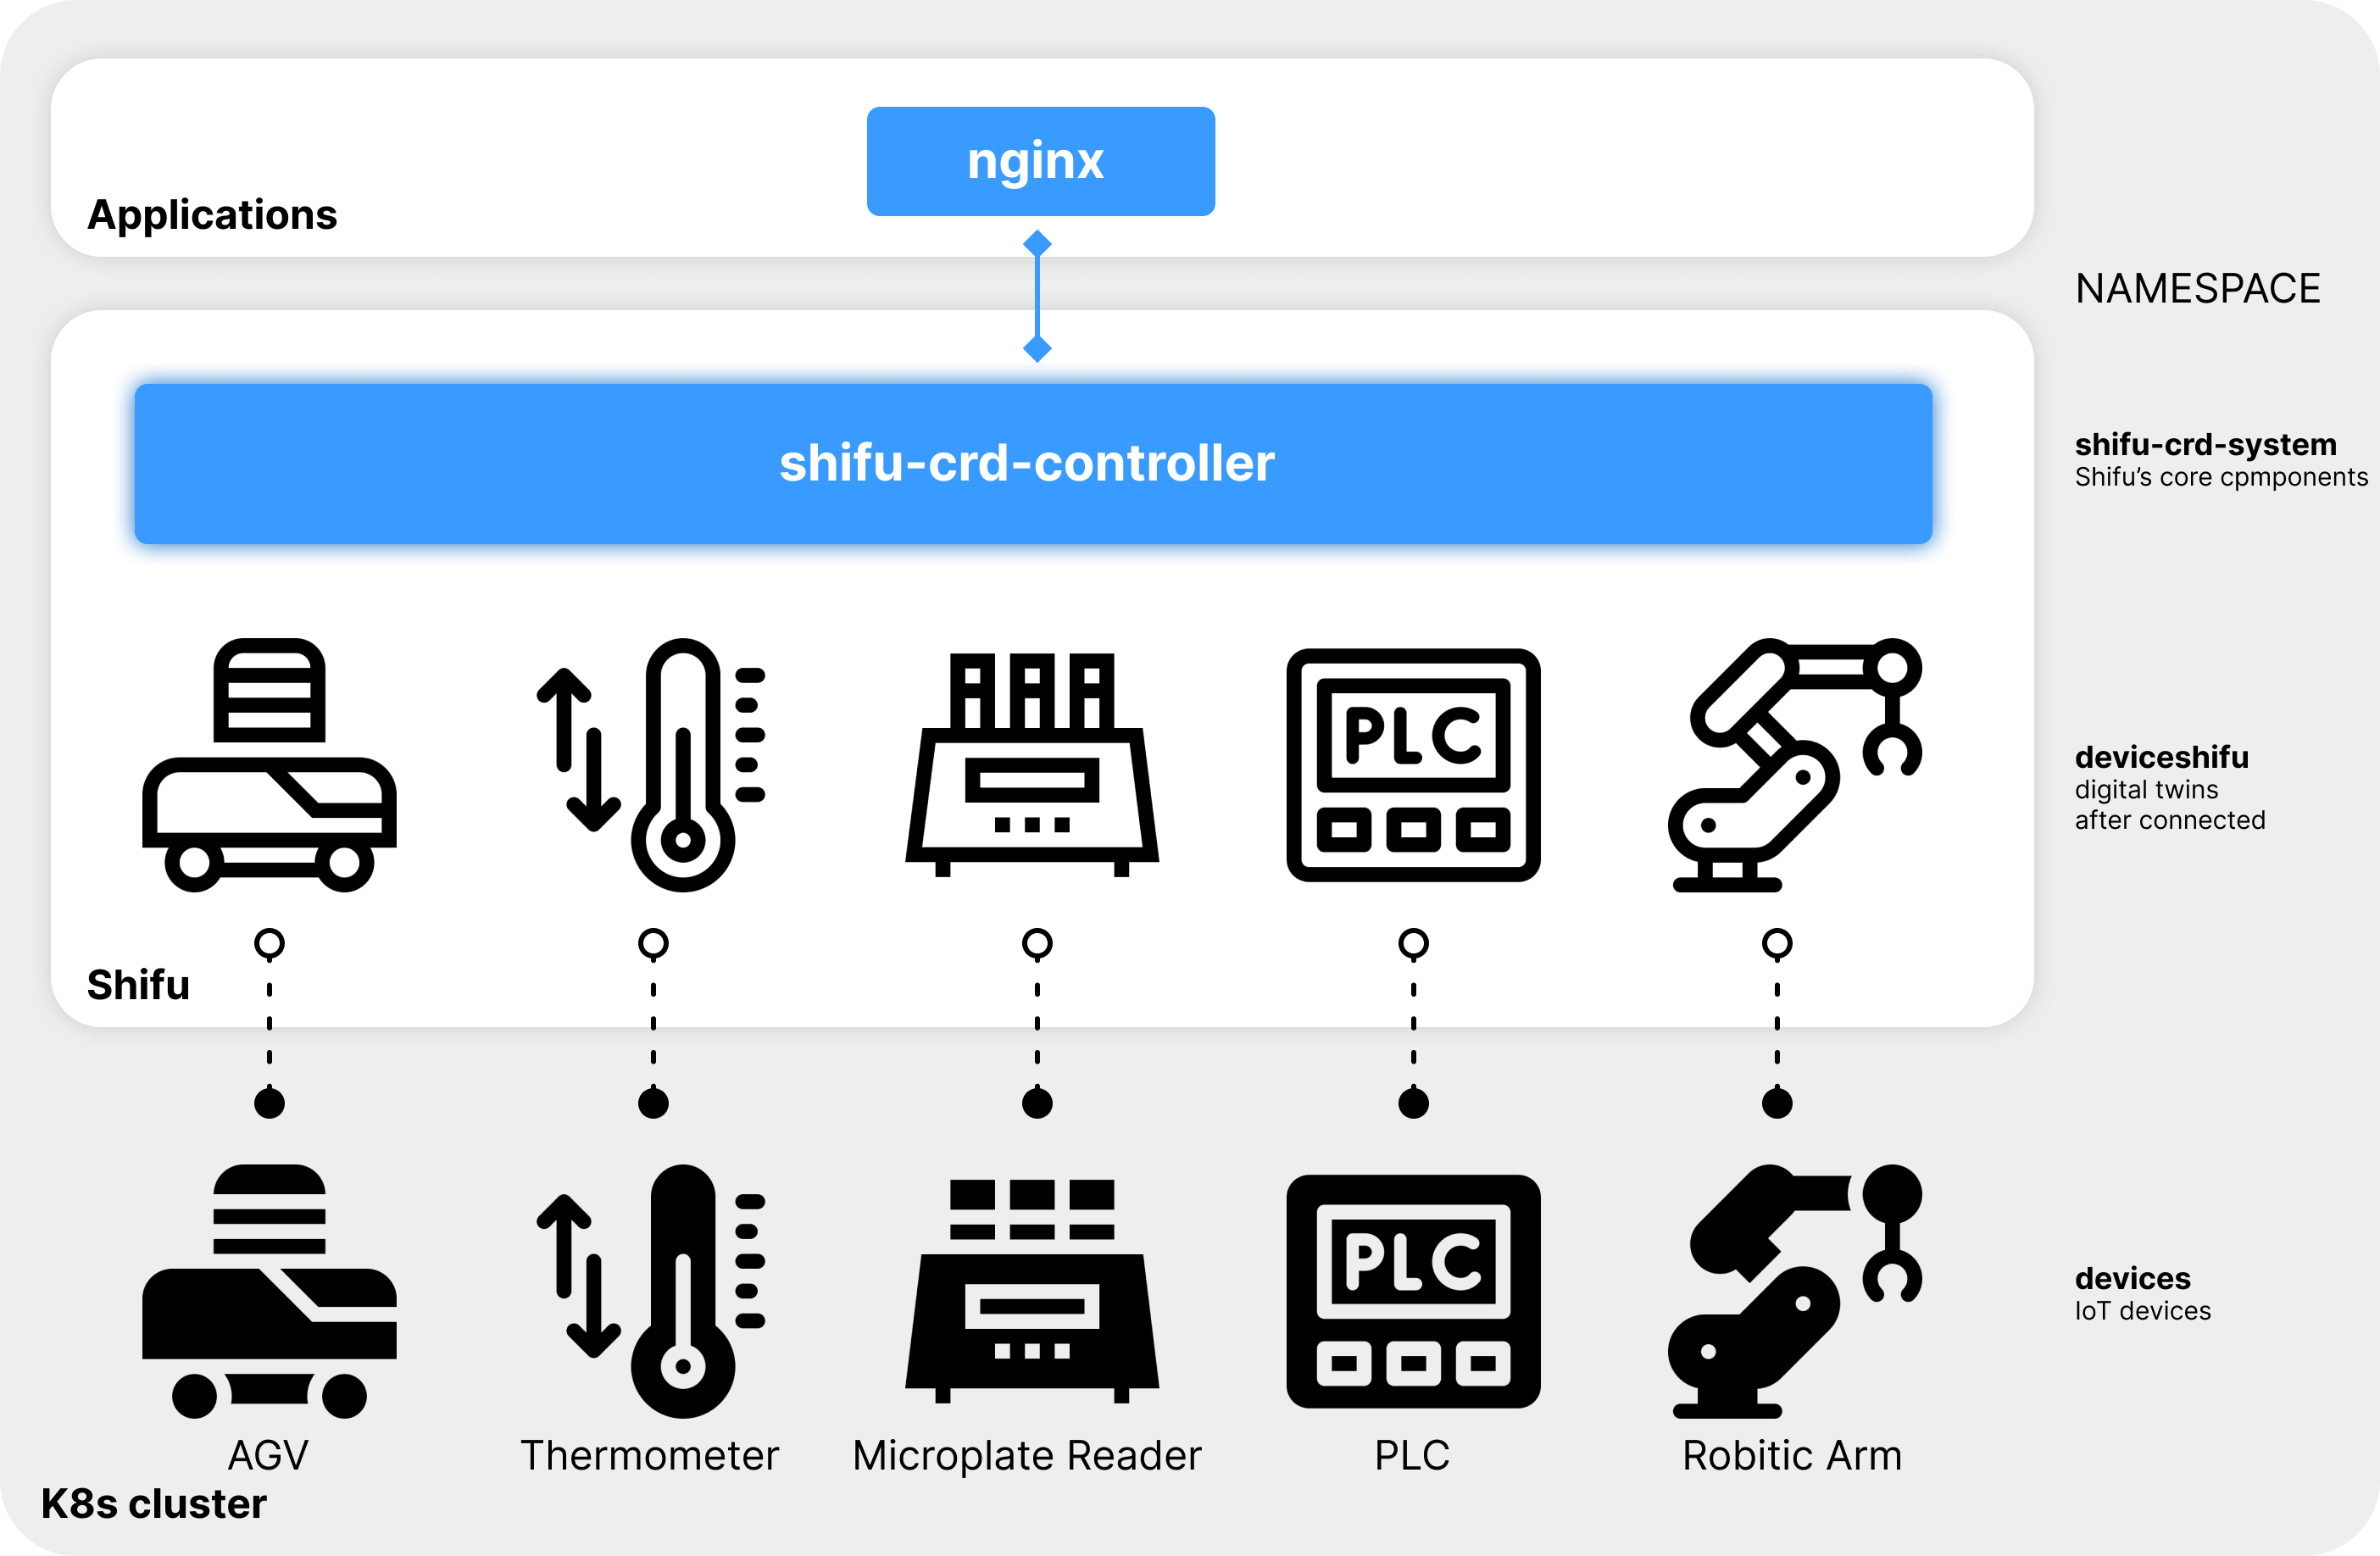 nginx
Applications
NAMESPACE
shifu-crd-controller
shifu-crd-system
Shifu’s core cpmponents
PLC
deviceshifu
digital twins
after connected
Shifu
PLC
devices
IoT devices
AGV
Thermometer
Microplate Reader
PLC
Robitic Arm
K8s cluster